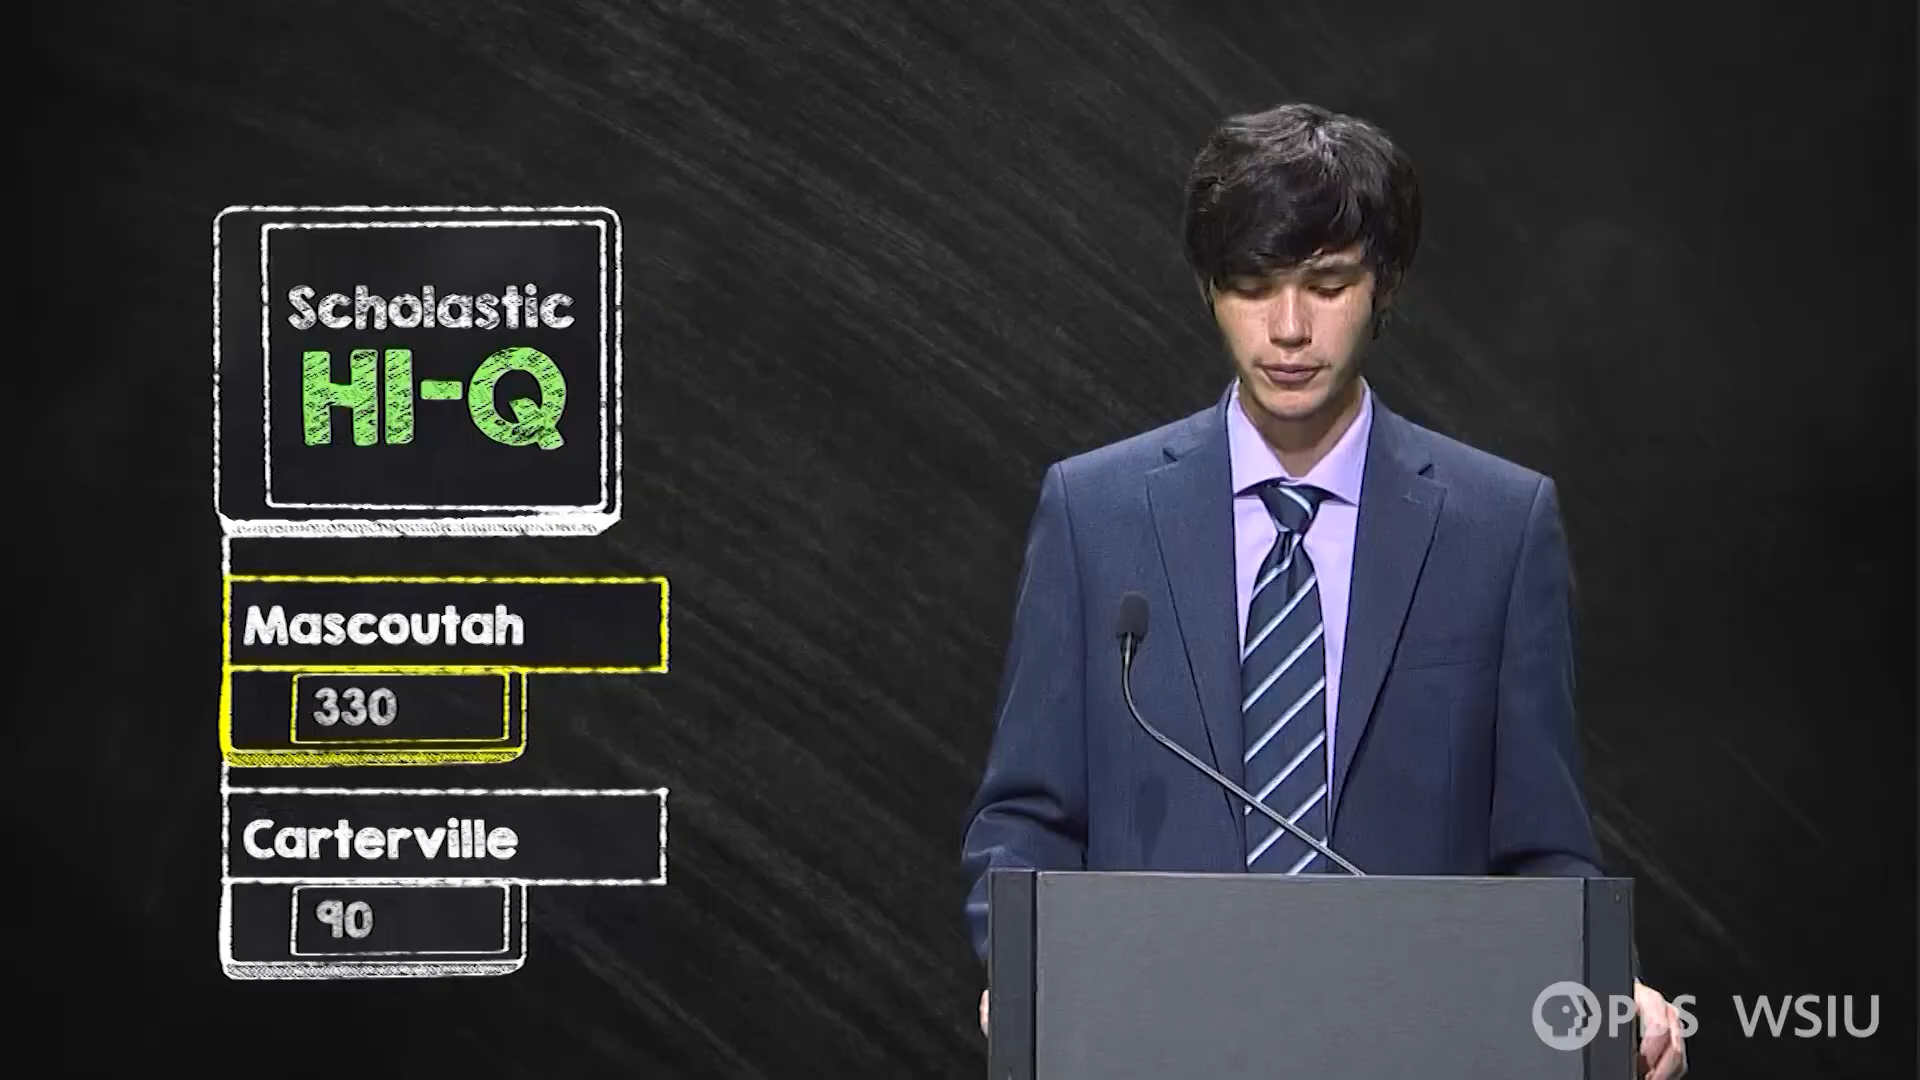 Scholastic
HI-Q
Mascoutah
330
Carterville
90
PBS WSIU